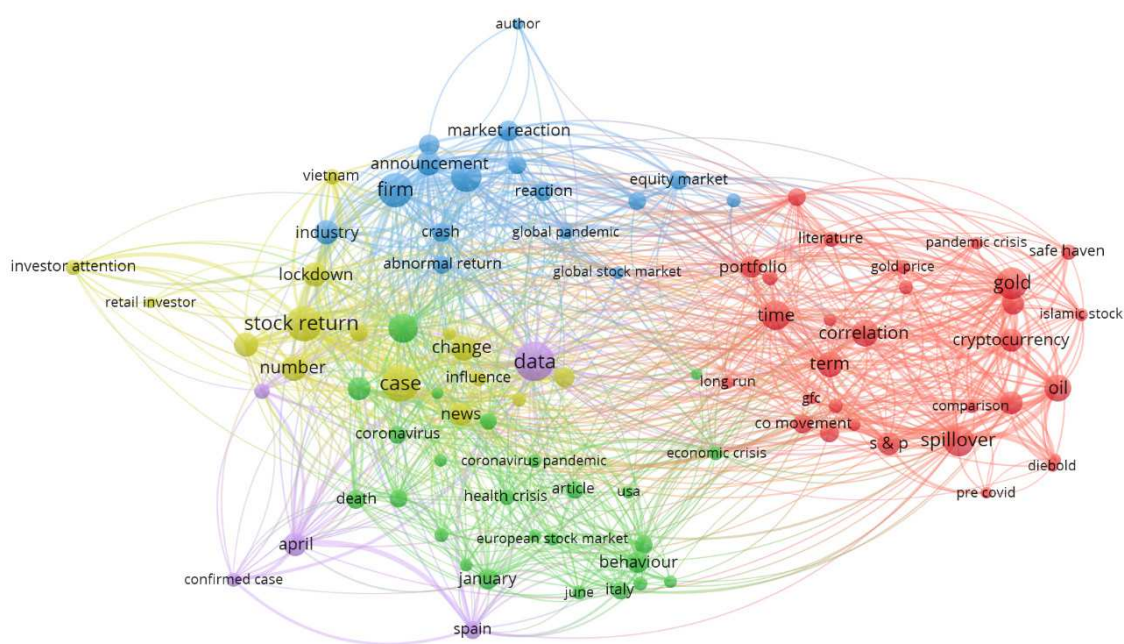 author
market reaction
announcement
vietnam
firm
reaction
equity market
industry
crash
global pandemic
literature
pandemic crisis
safe haven
investor attention
lockdown
abnormal return
global stock market
portfolio
gold price
gold
retail investor
stock return
time
islamic stock
change
correlation
cryptocurrency
number
data
term
case
influence
long run
oil
gfc
comparison
news
co movement
coronavirus
s & p
spillover
economic crisis
coronavirus pandemic
diebold
death
health crisis
article
usa
pre covid
april
european stock market
behaviour
confirmed case
january
june
italy
spain